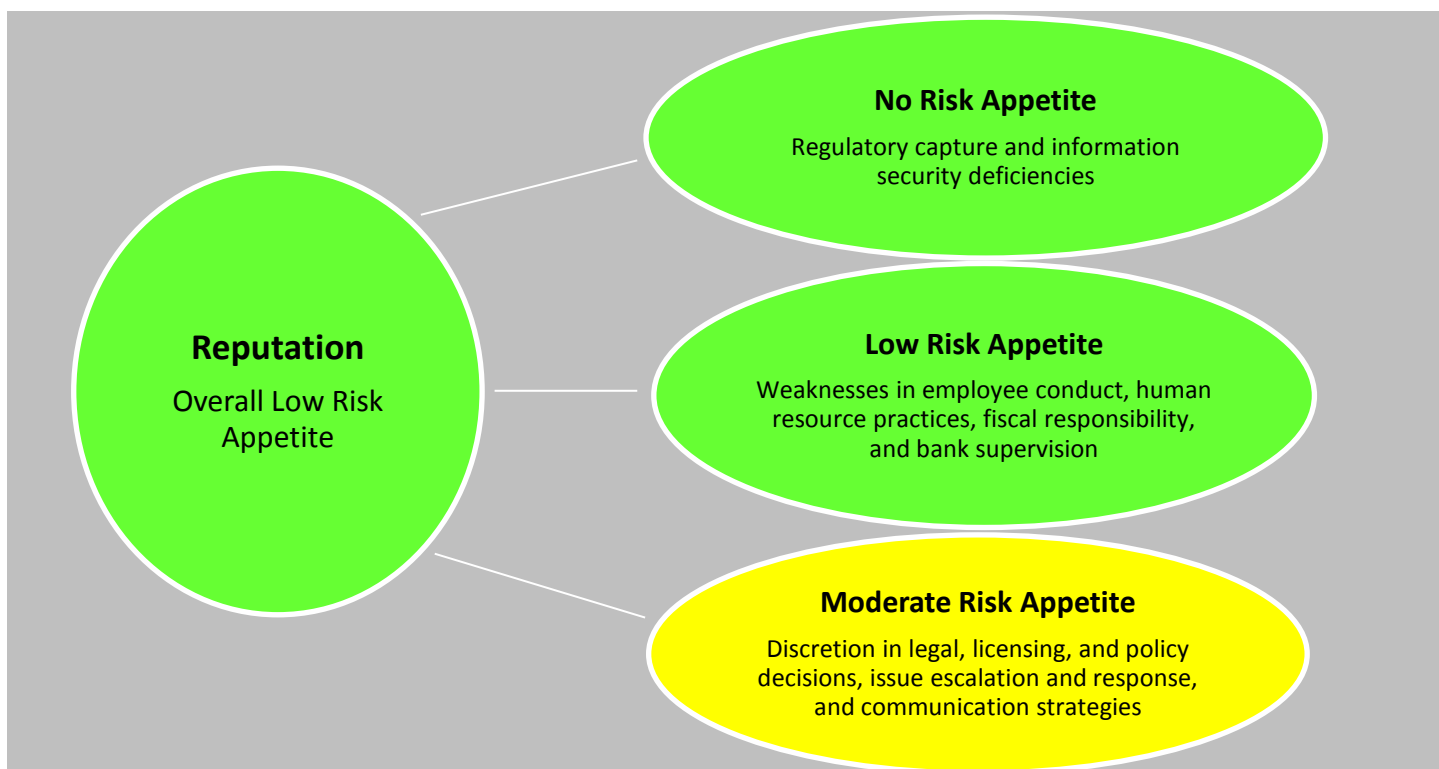 Reputation
Overall Low Risk
Appetite
No Risk Appetite
Regulatory capture and information
security deficiencies
Low Risk Appetite
Weaknesses in employee conduct, human
resource practices, fiscal responsibility,
and bank supervision
Moderate Risk Appetite
Discretion in legal, licensing, and policy
decisions, issue escalation and response,
and communication strategies